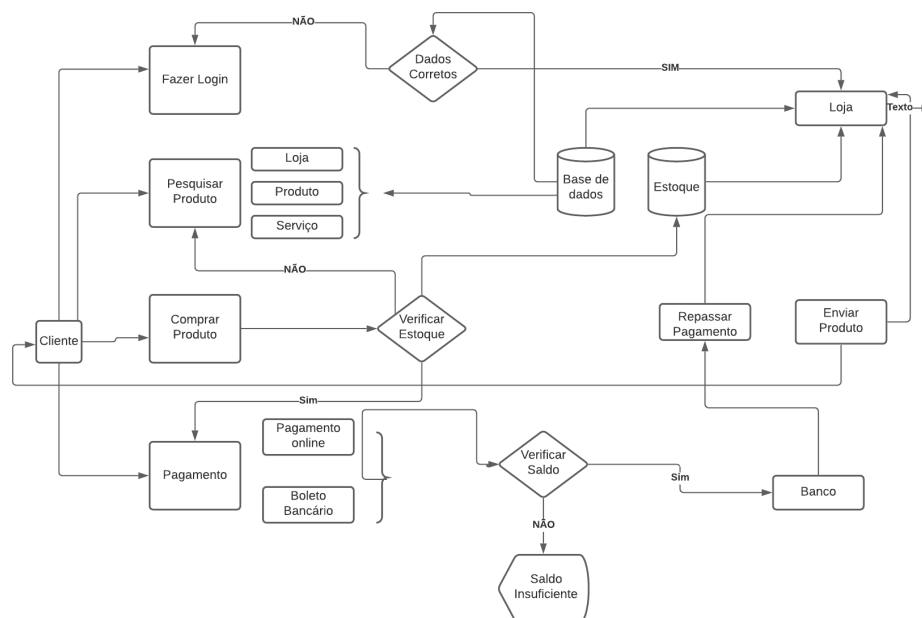 NÃO
Dados
Corretos
Fazer Login
SIM
Loja
Texto
Loja
Pesquisar
Produto
Produto
Serviço
Base de
dados
Estoque
NÃO
Comprar
Produto
Verificar
Estoque
Repassar
Pagamento
Enviar
Produto
Cliente
Sim
Pagamento
online
Pagamento
Boleto
Bancário
Verificar
Saldo
Sim
Banco
NÃO
Saldo
Insuficiente